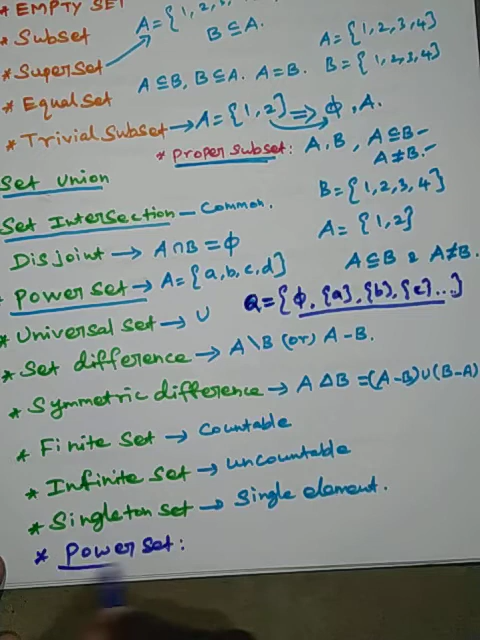 * EMPTY SET
* Subset A = {1, 2, 3,
B ⊆ A.
* Superset
A = {1, 2, 3, 4}
A ⊆ B, B ⊆ A. A = B. B = {1, 2, 3, 4}
* Equal set
* Trivial Subset → A = {1, 2} ⇒ ϕ, A.
* Proper subset: A, B, A ⊆ B
A ≠ B.
Set Union
B = {1, 2, 3, 4}
Set Intersection – Common.
A = {1, 2}
Disjoint → A ∩ B = ϕ
A ⊆ B & A ≠ B.
Power set → A = {a, b, c, d}
Q = {ϕ, {a}, {b}, {c} ...}
* Universal set → U
* Set difference → A \ B (or) A – B.
* Symmetric difference → A Δ B = (A – B) ∪ (B – A)
* Finite set → Countable
* Infinite set → uncountable
* Singleton set → Single element.
* Power set: